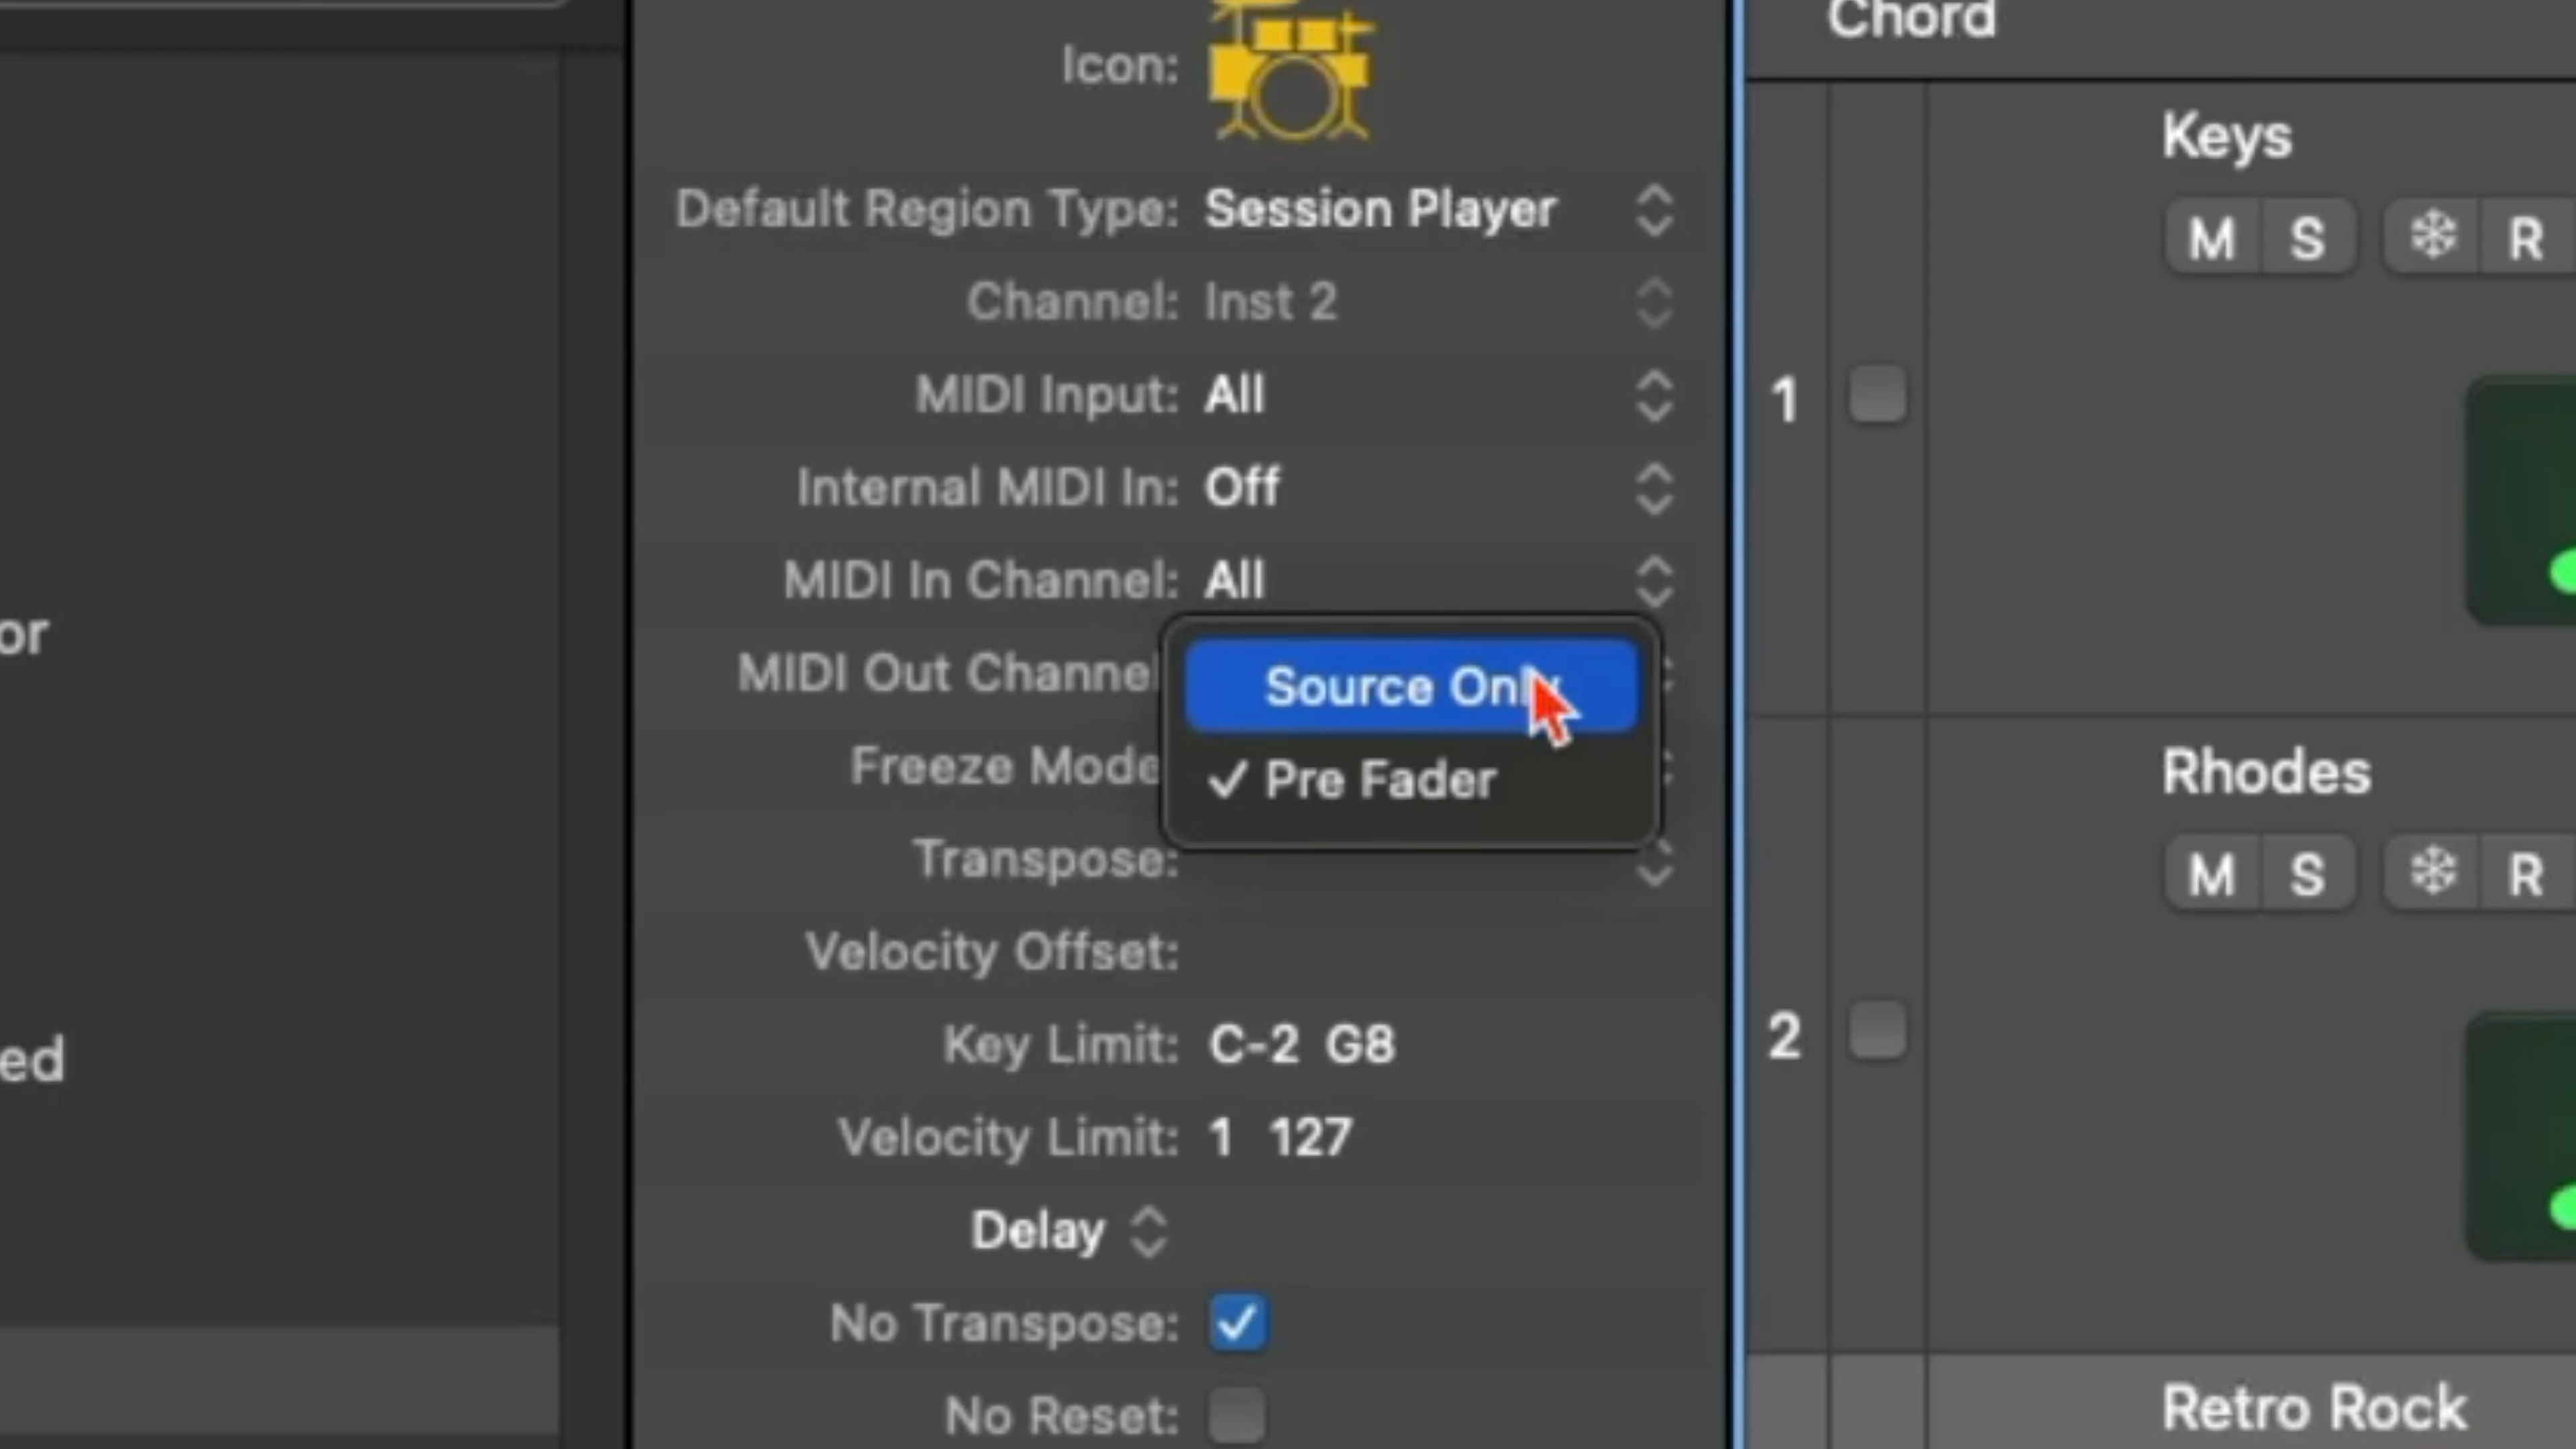 Chord
Icon:
Keys
M S R
Default Region Type: Session Player
Channel: Inst 2
MIDI Input: All
1
Internal MIDI In: Off
MIDI In Channel: All
or
MIDI Out Channel
Source Only
Freeze Mode
✓ Pre Fader
Rhodes
M S R
Transpose:
Velocity Offset:
2
Key Limit: C-2 G8
ed
Velocity Limit: 1 127
Delay
No Transpose:
Retro Rock
No Reset: